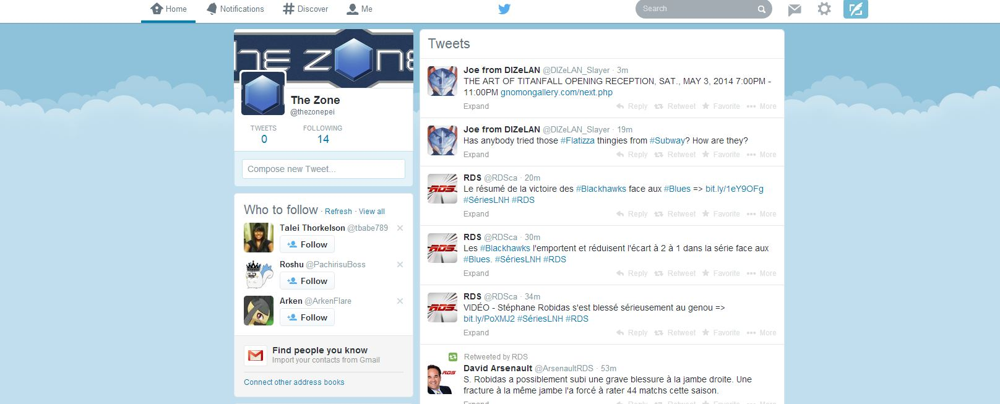 Home
Notifications
Discover
Me
Search
he Zone
The Zone
@thezonepei
TWEETS
FOLLOWING
0
14
Compose new Tweet...
Who to follow · Refresh · View all
Talei Thorkelson @tbabe789
Follow
Roshu @PachirisuBoss
Follow
Arken @ArkenFlare
Follow
Find people you know
Import your contacts from Gmail
Connect other address books
Tweets
Joe from DIZeLAN @DIZeLAN_Slayer · 3m
THE ART OF TITANFALL OPENING RECEPTION, SAT., MAY 3, 2014 7:00PM -
11:00PM gnomongallery.com/next.php
Expand
Reply
Retweet
Favorite
More
Joe from DIZeLAN @DIZeLAN_Slayer · 19m
Has anybody tried those #Flatizza thingies from #Subway? How are they?
Expand
Reply
Retweet
Favorite
More
RDS
RDS @RDSca · 20m
Le résumé de la victoire des #Blackhawks face aux #Blues => bit.ly/1eY9OFg
#SériesLNH #RDS
Expand
Reply
Retweet
Favorite
More
RDS
RDS @RDSca · 30m
Les #Blackhawks l'emportent et réduisent l'écart à 2 à 1 dans la série face aux
#Blues. #SériesLNH #RDS
Expand
Reply
Retweet
Favorite
More
RDS
RDS @RDSca · 34m
VIDÉO - Stéphane Robidas s'est blessé sérieusement au genou =>
bit.ly/PoXMJ2 #SériesLNH #RDS
Expand
Reply
Retweet
Favorite
More
Retweeted by RDS
RDS
David Arsenault @ArsenaultRDS · 53m
S. Robidas a possiblement subi une grave blessure à la jambe droite. Une
fracture à la même jambe l'a forcé à rater 44 matchs cette saison.
Expand
Reply
Retweet
Favorite
More